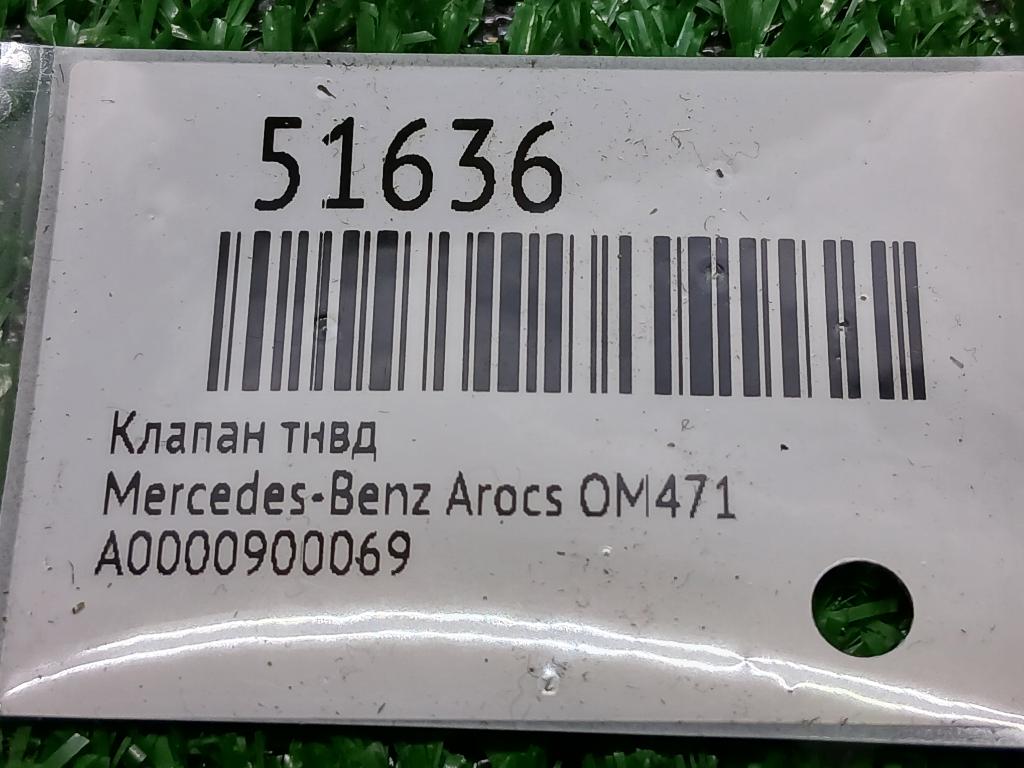 51636
Клапан тнвд
Mercedes-Benz Arocs OM471
A0000900069